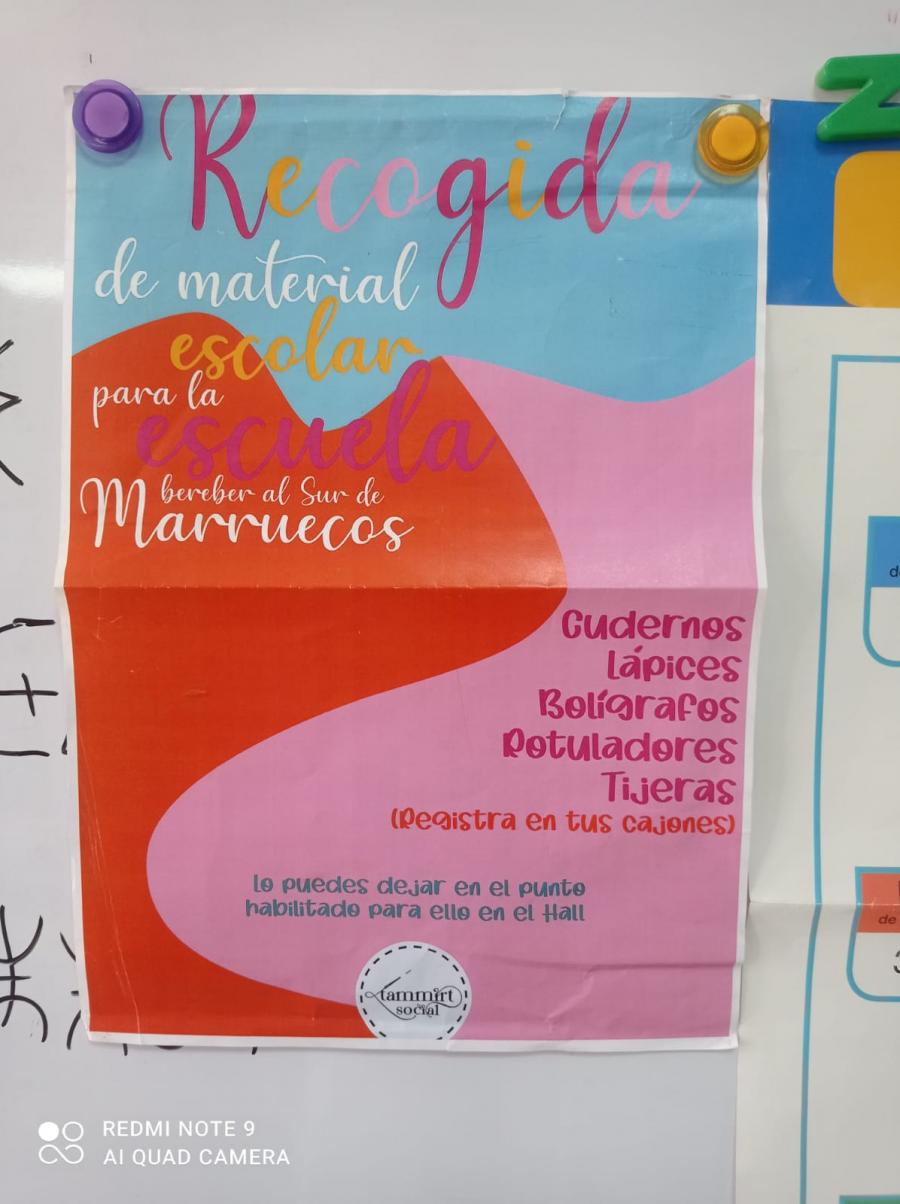 Recogida
de material
escolar
para la
escuela
bereber al Sur de
Marruecos
Cudernos
lápices
Bolígrafos
Rotuladores
Tijeras
(Registra en tus cajones)
lo puedes dejar en el punto
habilitado para ello en el Hall
tammirt
social
REDMI NOTE 9
AI QUAD CAMERA